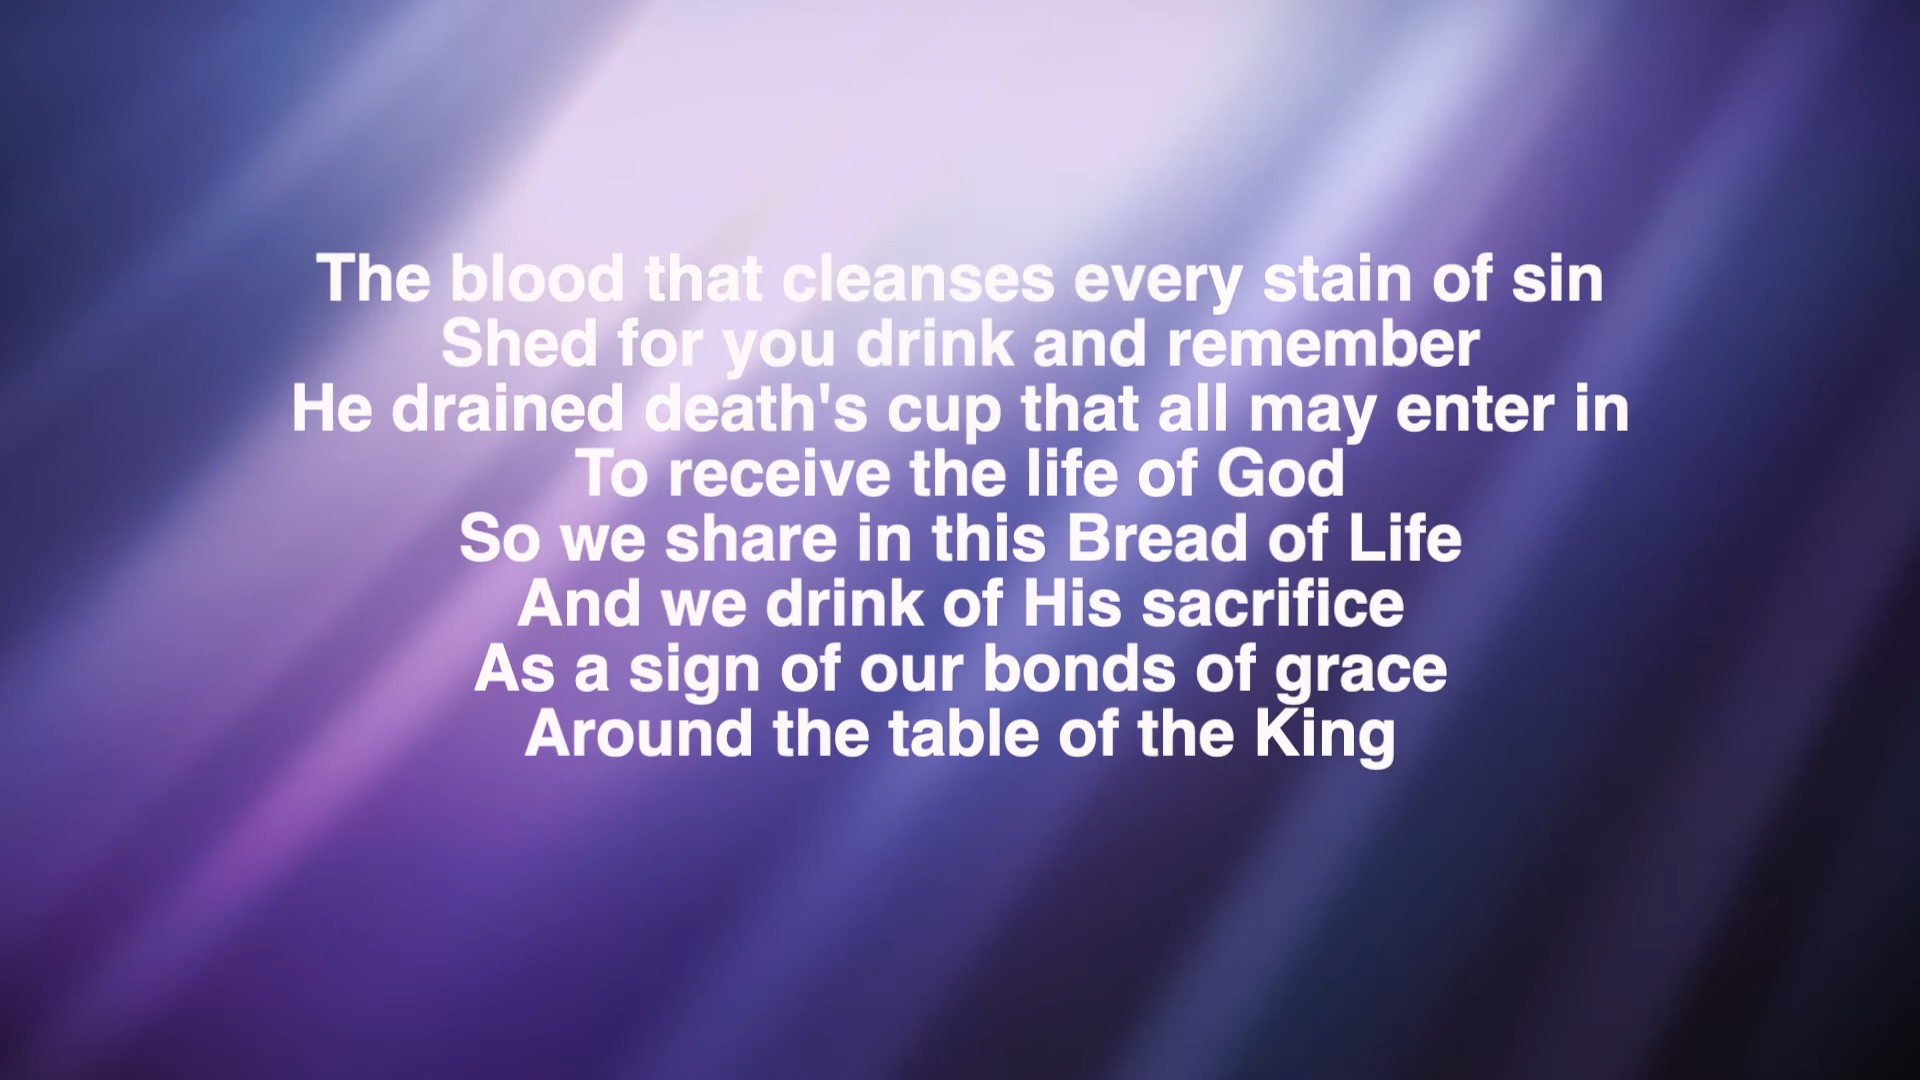 The blood that cleanses every stain of sin
Shed for you drink and remember
He drained death's cup that all may enter in
To receive the life of God
So we share in this Bread of Life
And we drink of His sacrifice
As a sign of our bonds of grace
Around the table of the King